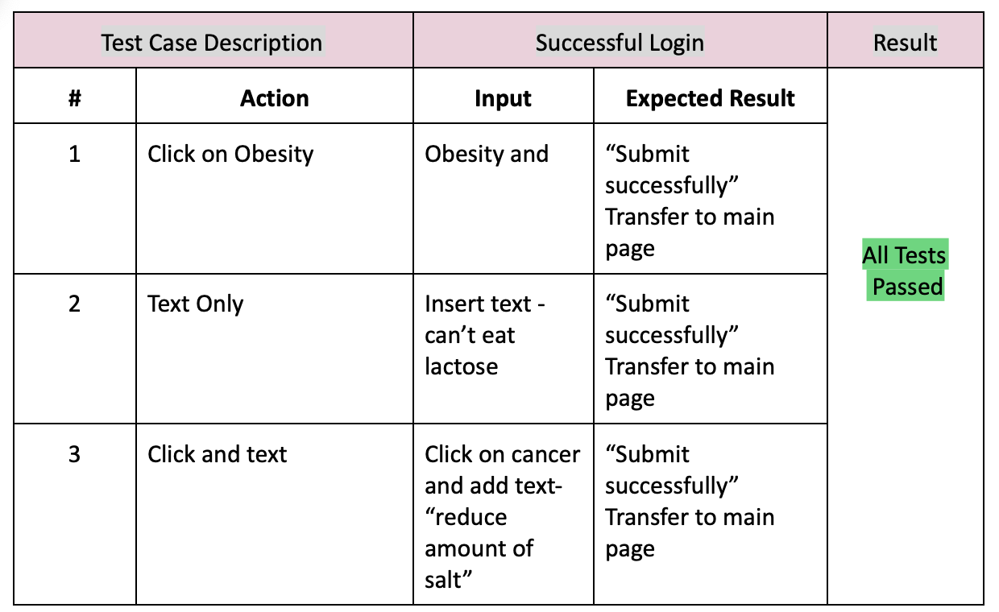 Test Case Description
Successful Login
Result
#
Action
Input
Expected Result
1
Click on Obesity
Obesity and
“Submit
successfully”
Transfer to main
page
All Tests
Passed
2
Text Only
Insert text -
can’t eat
lactose
“Submit
successfully”
Transfer to main
page
3
Click and text
Click on cancer
and add text-
“reduce
amount of
salt”
“Submit
successfully”
Transfer to main
page